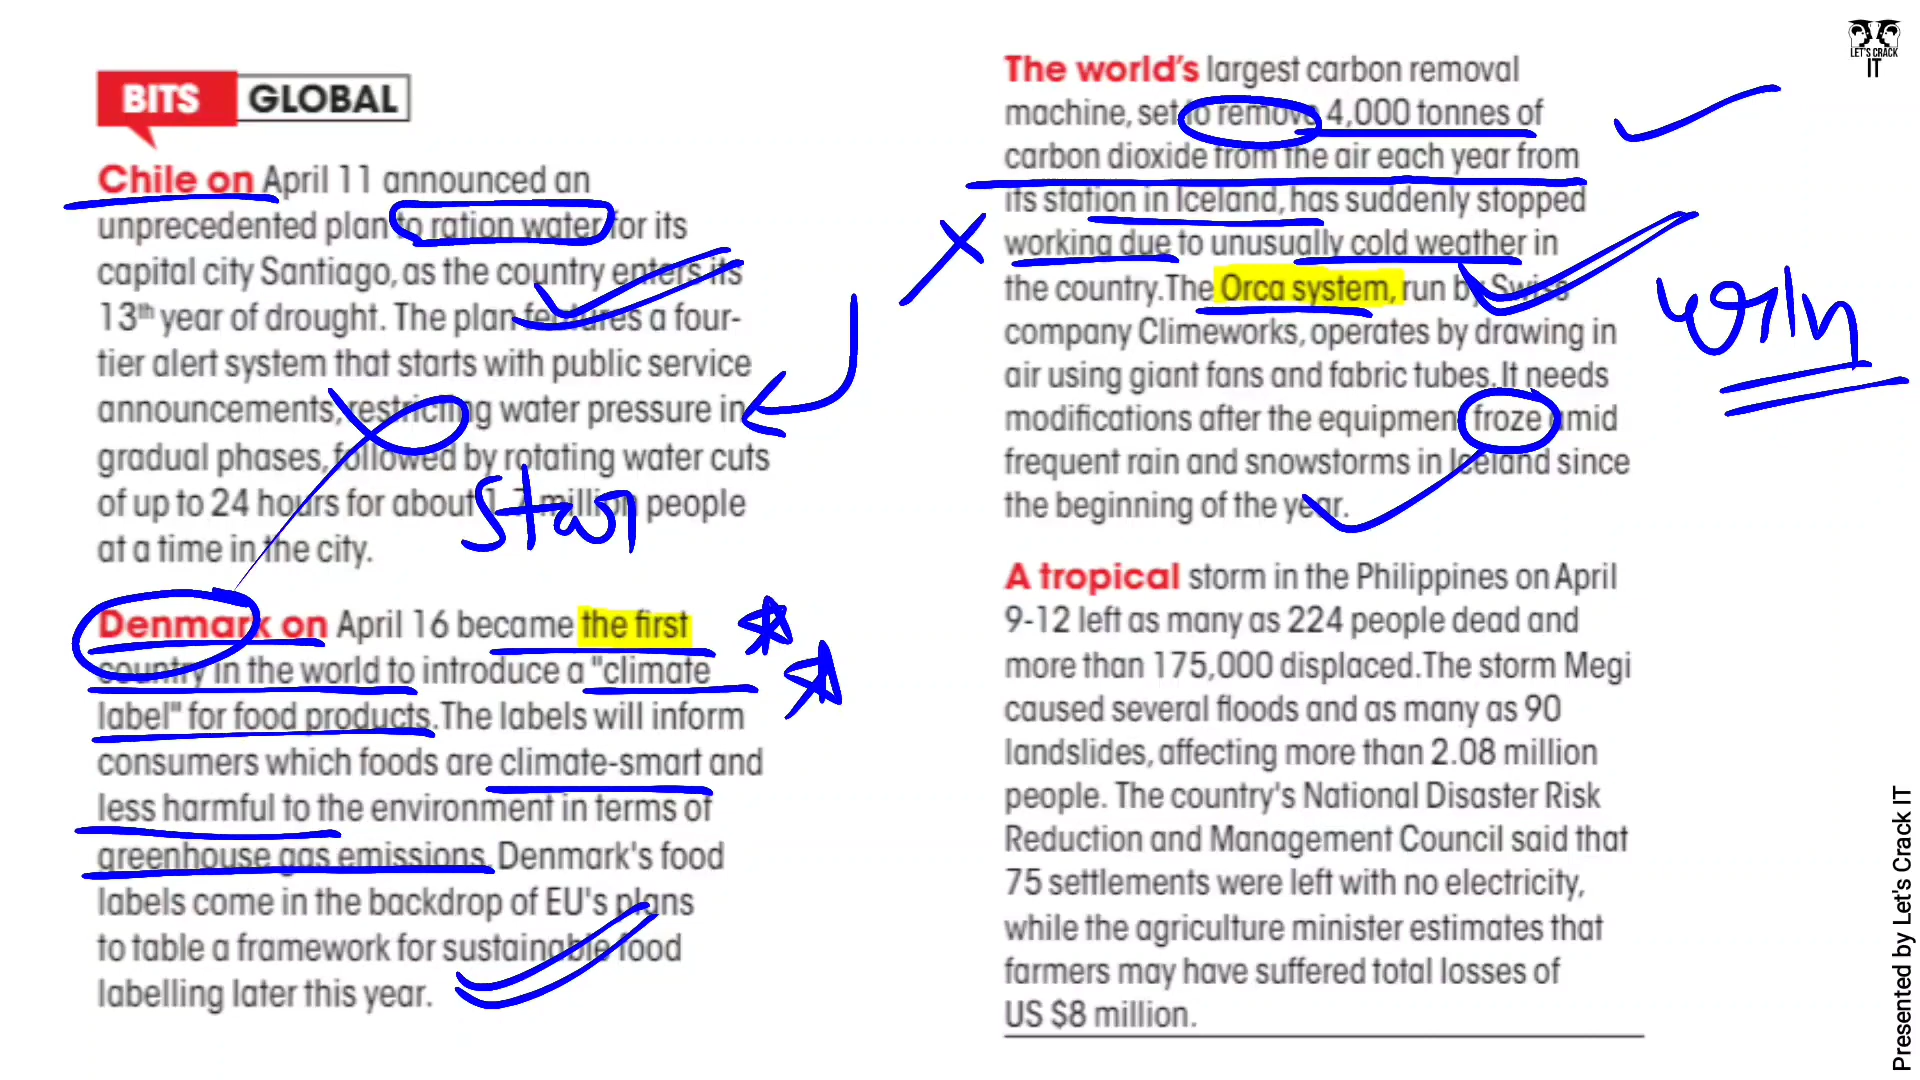 BITS GLOBAL
Chile on April 11 announced an
unprecedented plan to ration water for its
capital city Santiago, as the country enters its
13th year of drought. The plan features a four-
tier alert system that starts with public service
announcements, restricting water pressure in
gradual phases, followed by rotating water cuts
of up to 24 hours for about 1.7 million people
at a time in the city.
Denmark on April 16 became the first
country in the world to introduce a "climate
label" for food products. The labels will inform
consumers which foods are climate-smart and
less harmful to the environment in terms of
greenhouse gas emissions. Denmark's food
labels come in the backdrop of EU's plans
to table a framework for sustainable food
labelling later this year.
The world's largest carbon removal
machine, set to remove 4,000 tonnes of
carbon dioxide from the air each year from
its station in Iceland, has suddenly stopped
working due to unusually cold weather in
the country. The Orca system, run by Swiss
company Climeworks, operates by drawing in
air using giant fans and fabric tubes. It needs
modifications after the equipment froze amid
frequent rain and snowstorms in Iceland since
the beginning of the year.
A tropical storm in the Philippines on April
9-12 left as many as 224 people dead and
more than 175,000 displaced. The storm Megi
caused several floods and as many as 90
landslides, affecting more than 2.08 million
people. The country's National Disaster Risk
Reduction and Management Council said that
75 settlements were left with no electricity,
while the agriculture minister estimates that
farmers may have suffered total losses of
US $8 million.
LET'S CRACK
IT
Presented by Let's Crack IT